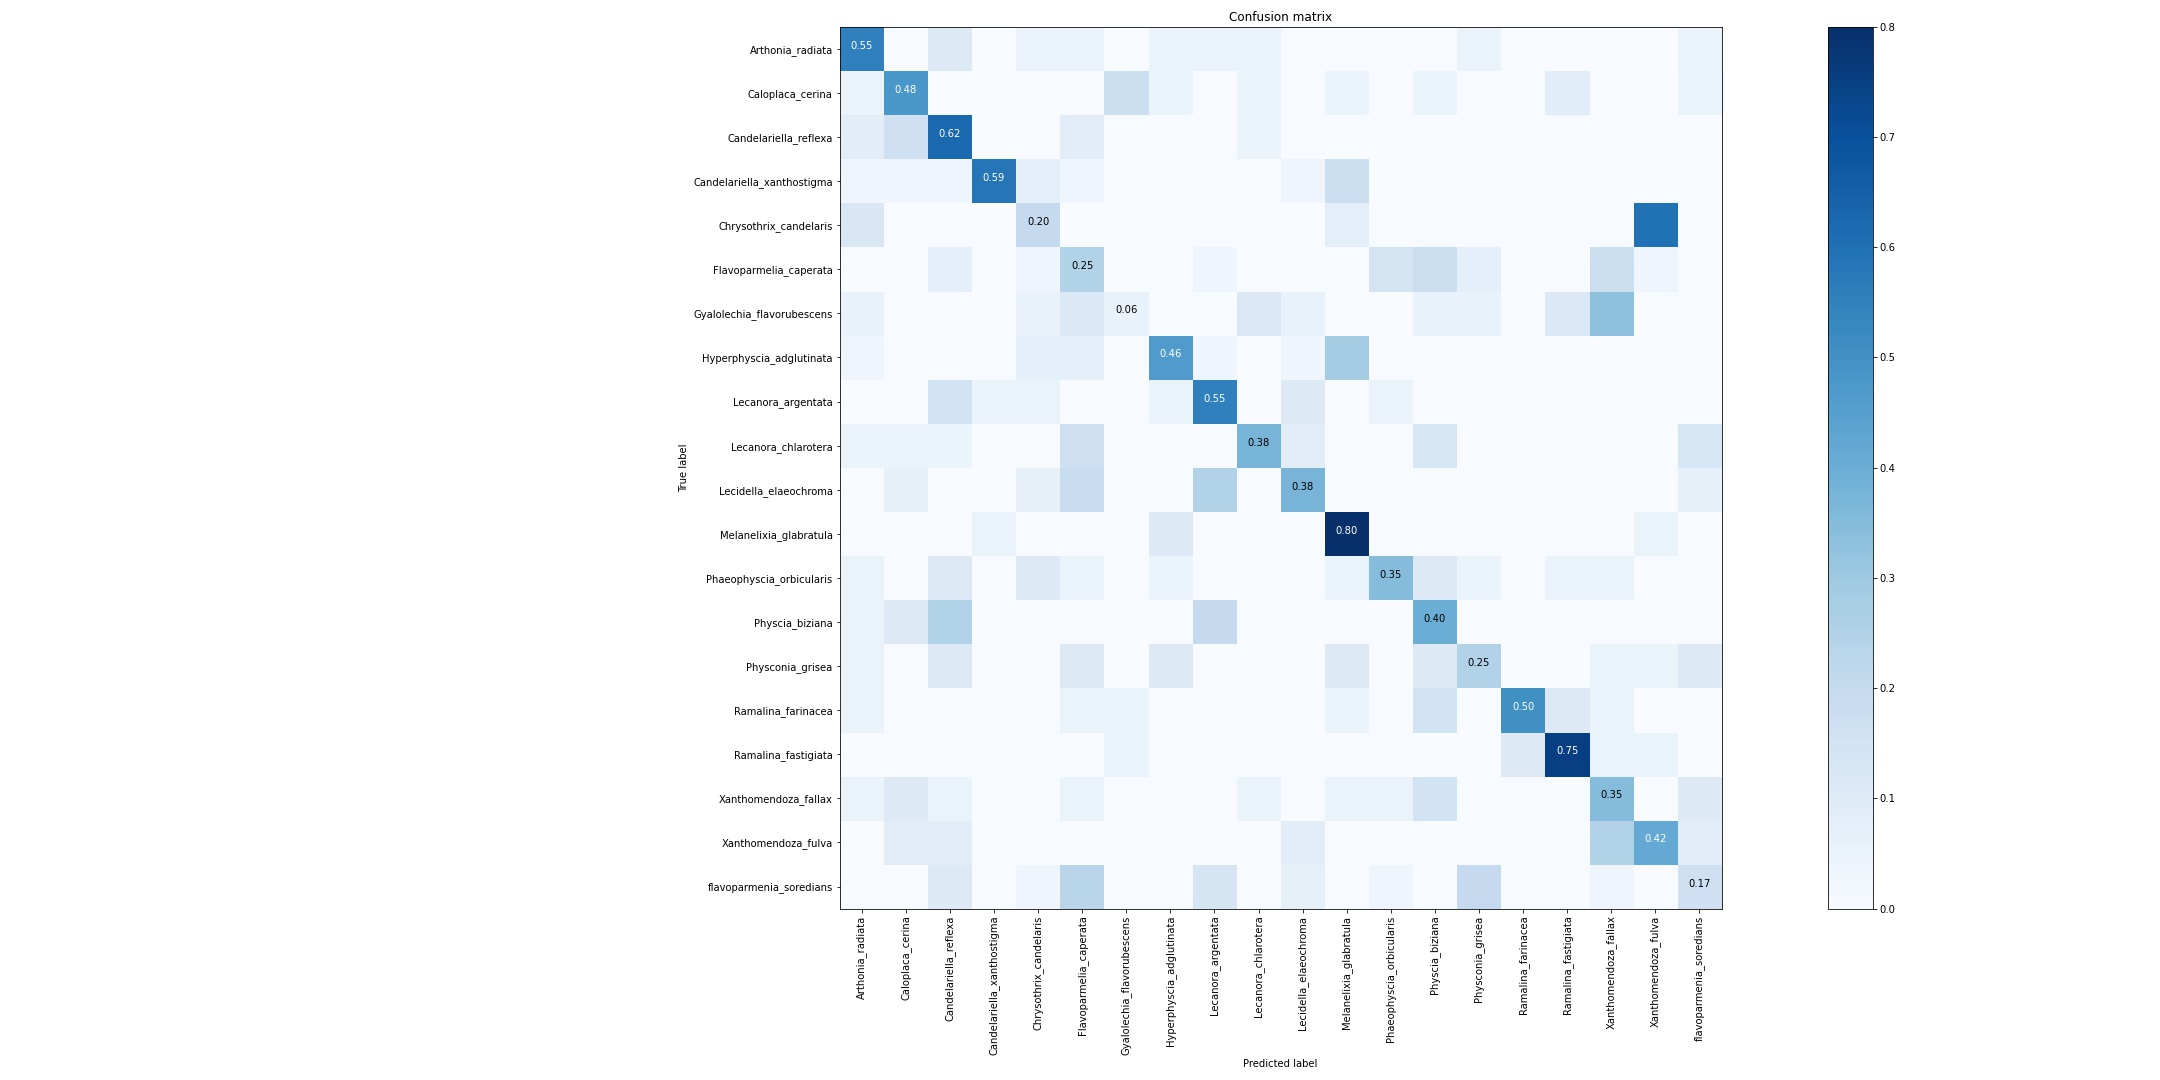 Confusion matrix
Arthonia_radiata 0.55
Caloplaca_cerina 0.48
Candelariella_reflexa 0.62
Candelariella_xanthostigma 0.59
Chrysothrix_candelaris 0.20
Flavoparmelia_caperata 0.25
Gyalolechia_flavorubescens 0.06
Hyperphyscia_adglutinata 0.46
Lecanora_argentata 0.55
Lecanora_chlarotera 0.38
Lecidella_elaeochroma 0.38
Melanelixia_glabratula 0.80
Phaeophyscia_orbicularis 0.35
Physcia_biziana 0.40
Physconia_grisea 0.25
Ramalina_farinacea 0.50
Ramalina_fastigiata 0.75
Xanthomendoza_fallax 0.35
Xanthomendoza_fulva 0.42
flavoparmenia_soredians 0.17
True label
Arthonia_radiata
Caloplaca_cerina
Candelariella_reflexa
Candelariella_xanthostigma
Chrysothrix_candelaris
Flavoparmelia_caperata
Gyalolechia_flavorubescens
Hyperphyscia_adglutinata
Lecanora_argentata
Lecanora_chlarotera
Lecidella_elaeochroma
Melanelixia_glabratula
Phaeophyscia_orbicularis
Physcia_biziana
Physconia_grisea
Ramalina_farinacea
Ramalina_fastigiata
Xanthomendoza_fallax
Xanthomendoza_fulva
flavoparmenia_soredians
Predicted label
0.8
0.7
0.6
0.5
0.4
0.3
0.2
0.1
0.0